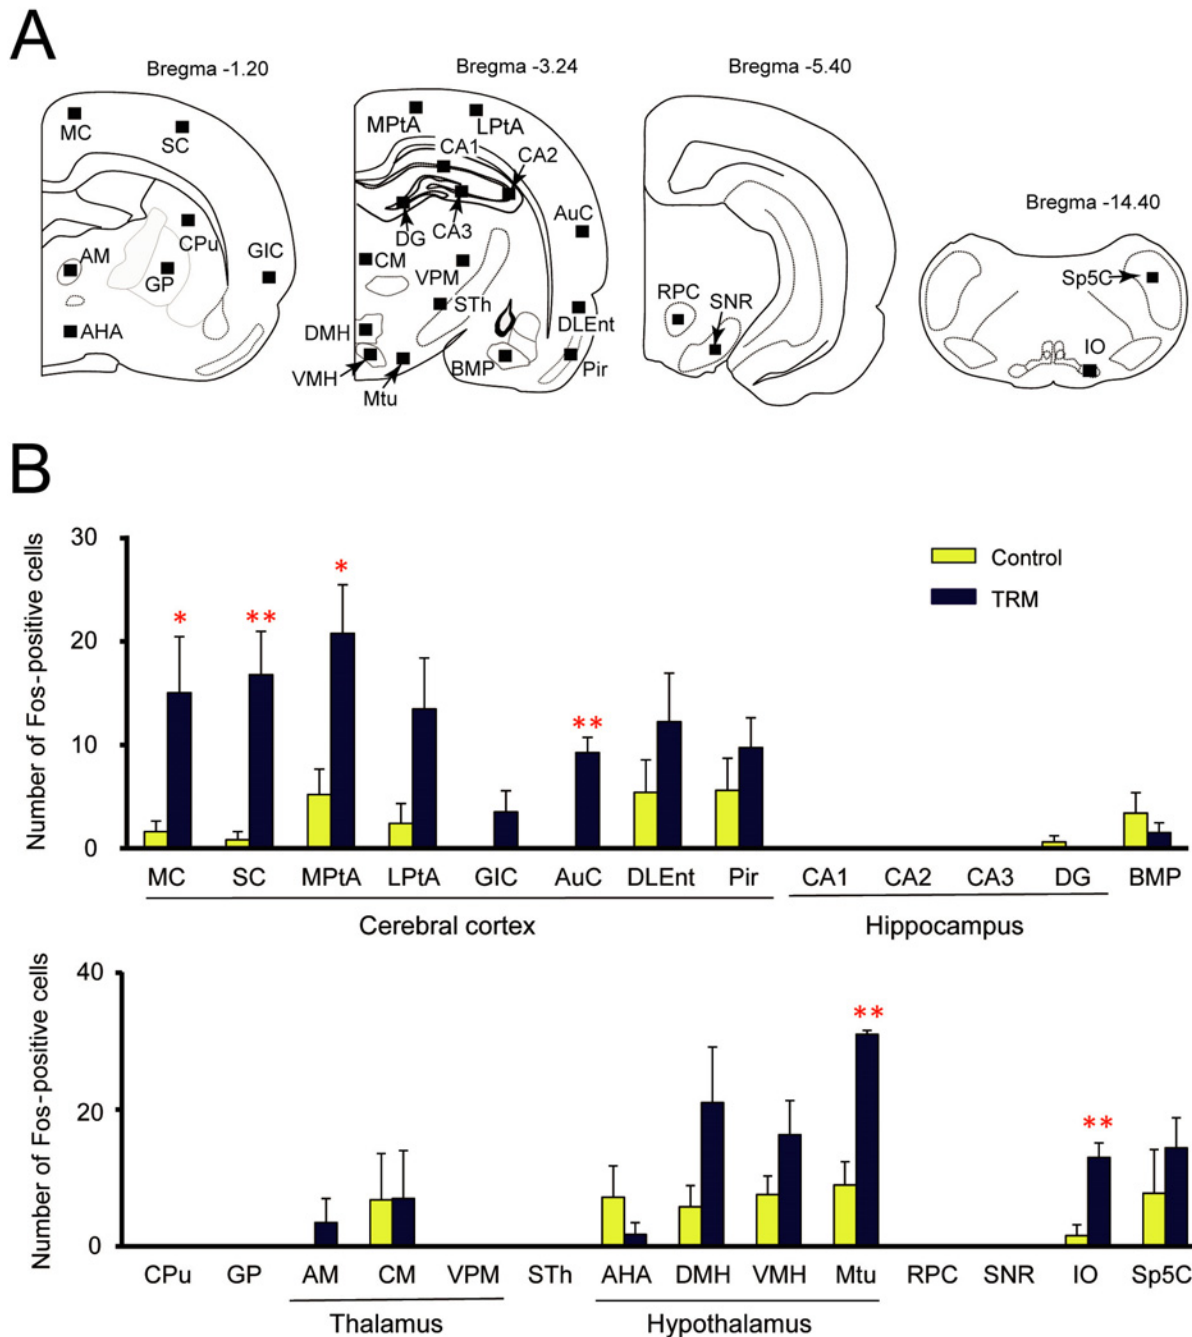 A
Bregma -1.20
Bregma -3.24
Bregma -5.40
Bregma -14.40
MC
SC
CPu
GIC
AM
GP
AHA
MPtA
LPtA
CA1
CA2
DG
CA3
AuC
CM
VPM
STh
DMH
DLEnt
VMH
Mtu
BMP
Pir
RPC
SNR
Sp5C
IO
B
Number of Fos-positive cells
30
20
10
0
* ** * **
Control
TRM
MC SC MPtA LPtA GIC AuC DLEnt Pir CA1 CA2 CA3 DG BMP
Cerebral cortex Hippocampus
Number of Fos-positive cells
40
20
0
** **
CPu GP AM CM VPM STh AHA DMH VMH Mtu RPC SNR IO Sp5C
Thalamus Hypothalamus